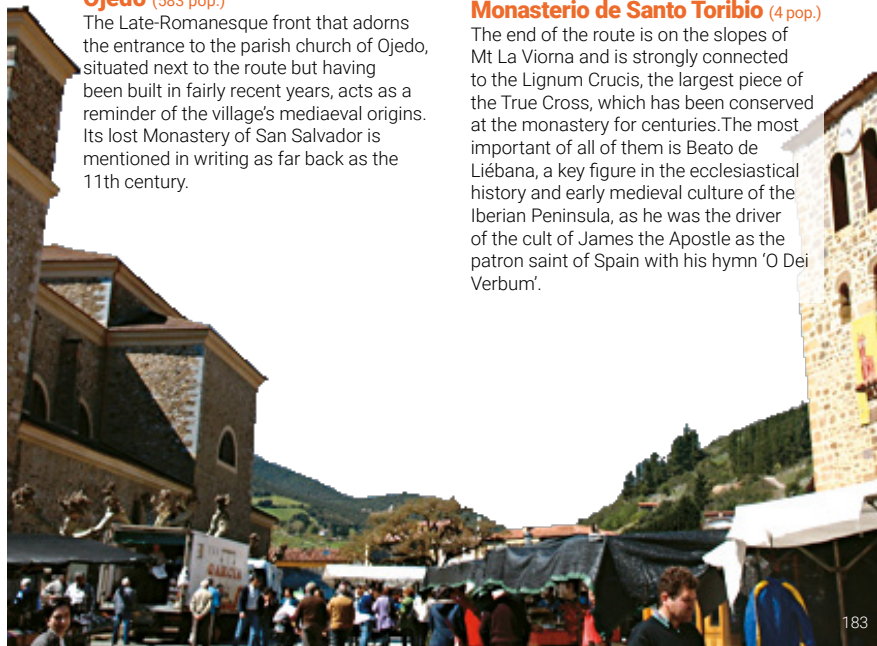 Ojedo (583 pop.)
The Late-Romanesque front that adorns
the entrance to the parish church of Ojedo,
situated next to the route but having
been built in fairly recent years, acts as a
reminder of the village's mediaeval origins.
Its lost Monastery of San Salvador is
mentioned in writing as far back as the
11th century.
Monasterio de Santo Toribio (4 pop.)
The end of the route is on the slopes of
Mt La Viorna and is strongly connected
to the Lignum Crucis, the largest piece of
the True Cross, which has been conserved
at the monastery for centuries.The most
important of all of them is Beato de
Liébana, a key figure in the ecclesiastical
history and early medieval culture of the
Iberian Peninsula, as he was the driver
of the cult of James the Apostle as the
patron saint of Spain with his hymn ‘O Dei
Verbum’.
GARCIA
183